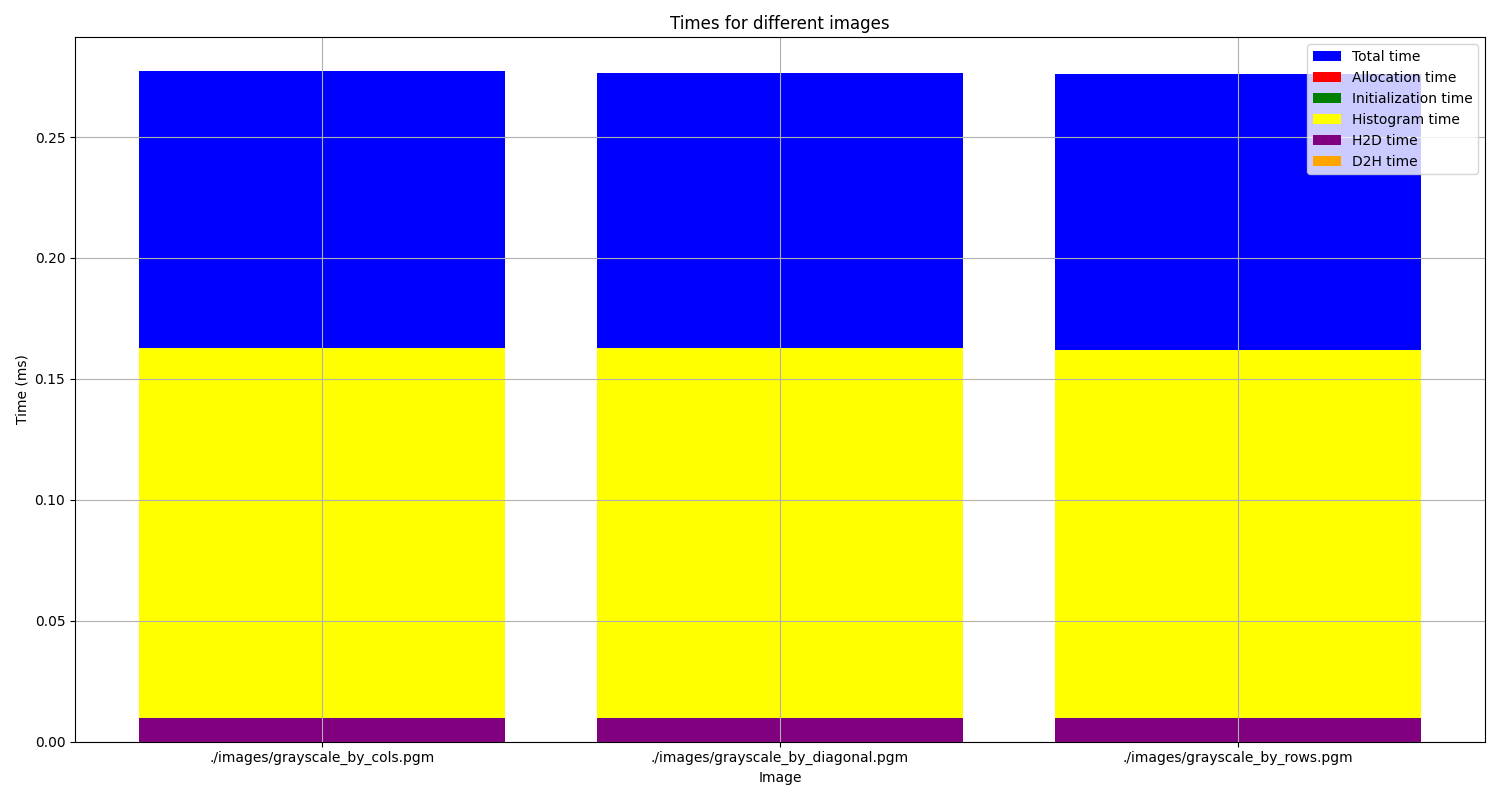 Times for different images
Total time
Allocation time
Initialization time
Histogram time
H2D time
D2H time
0.25
0.20
0.15
0.10
0.05
0.00
Time (ms)
./images/grayscale_by_cols.pgm
./images/grayscale_by_diagonal.pgm
./images/grayscale_by_rows.pgm
Image